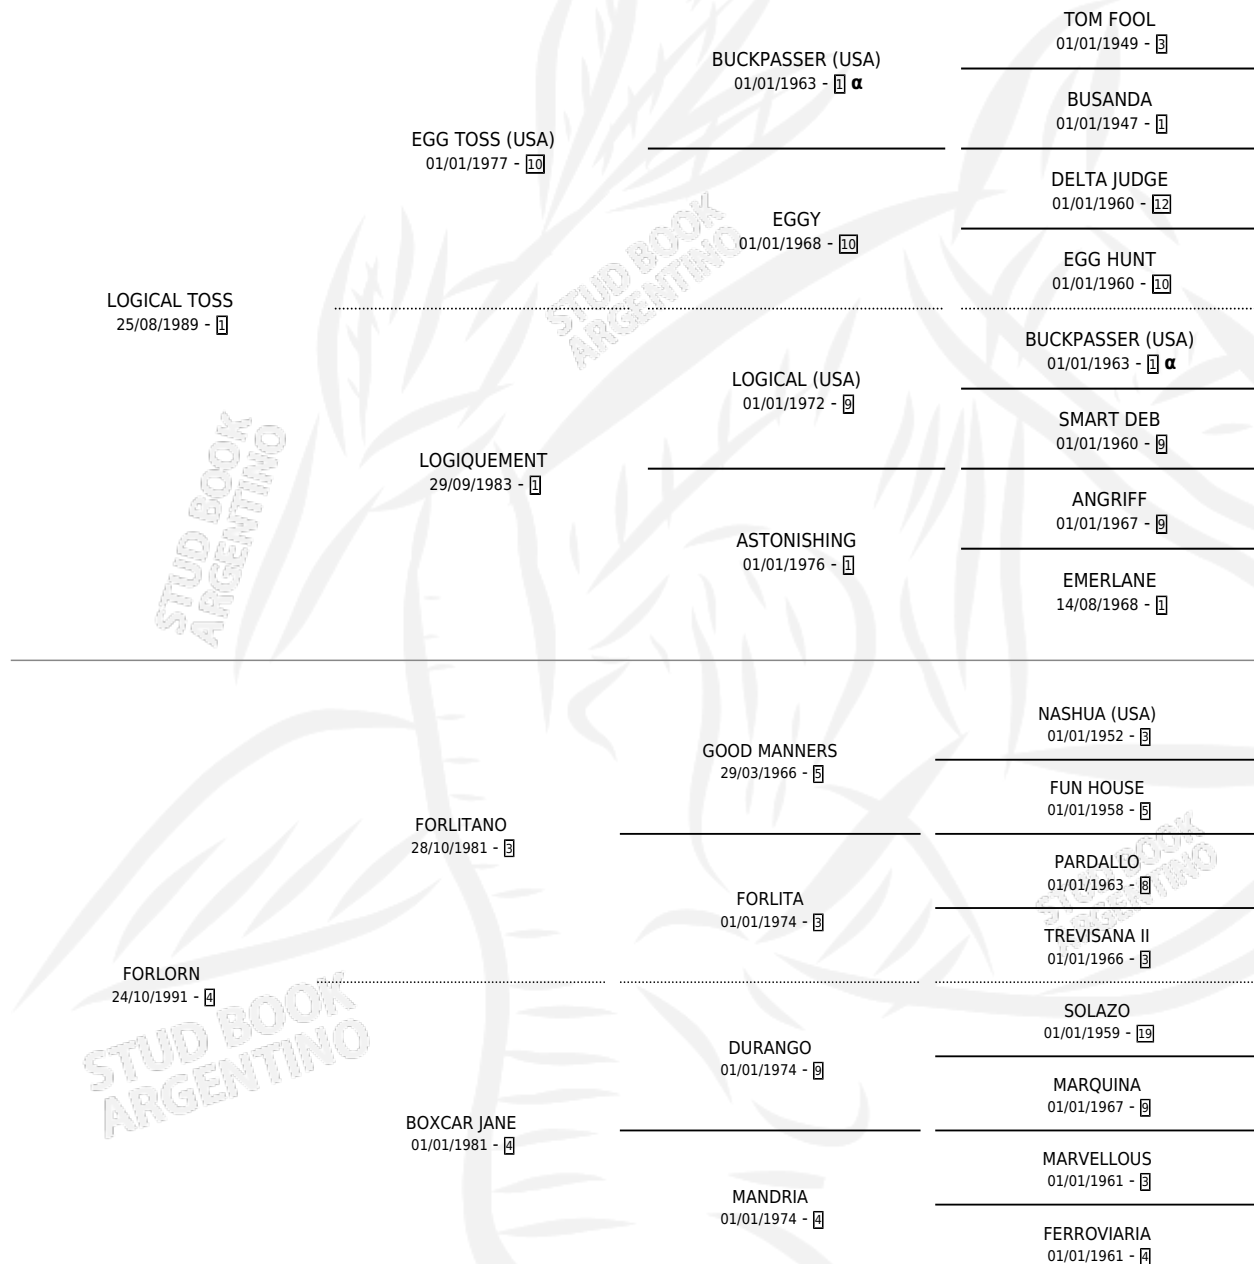 TOM FOOL
01/01/1949 - 3
BUCKPASSER (USA)
01/01/1963 - 1 α
BUSANDA
01/01/1947 - 1
EGG TOSS (USA)
01/01/1977 - 10
DELTA JUDGE
01/01/1960 - 12
EGGY
01/01/1968 - 10
EGG HUNT
01/01/1960 - 10
LOGICAL TOSS
25/08/1989 - 1
BUCKPASSER (USA)
01/01/1963 - 1 α
LOGICAL (USA)
01/01/1972 - 9
SMART DEB
01/01/1960 - 9
LOGIQUEMENT
29/09/1983 - 1
ANGRIFF
01/01/1967 - 9
ASTONISHING
01/01/1976 - 1
EMERLANE
14/08/1968 - 1
NASHUA (USA)
01/01/1952 - 3
GOOD MANNERS
29/03/1966 - 5
FUN HOUSE
01/01/1958 - 5
FORLITANO
28/10/1981 - 3
PARDALLO
01/01/1963 - 8
FORLITA
01/01/1974 - 3
TREVISANA II
01/01/1966 - 3
FORLORN
24/10/1991 - 4
SOLAZO
01/01/1959 - 19
DURANGO
01/01/1974 - 9
MARQUINA
01/01/1967 - 9
BOXCAR JANE
01/01/1981 - 4
MARVELLOUS
01/01/1961 - 3
MANDRIA
01/01/1974 - 4
FERROVIARIA
01/01/1961 - 4
STUD BOOK
ARGENTINO
STUD BOOK
ARGENTINO
STUD BOOK
ARGENTINO
STUD BOOK
ARGENTINO